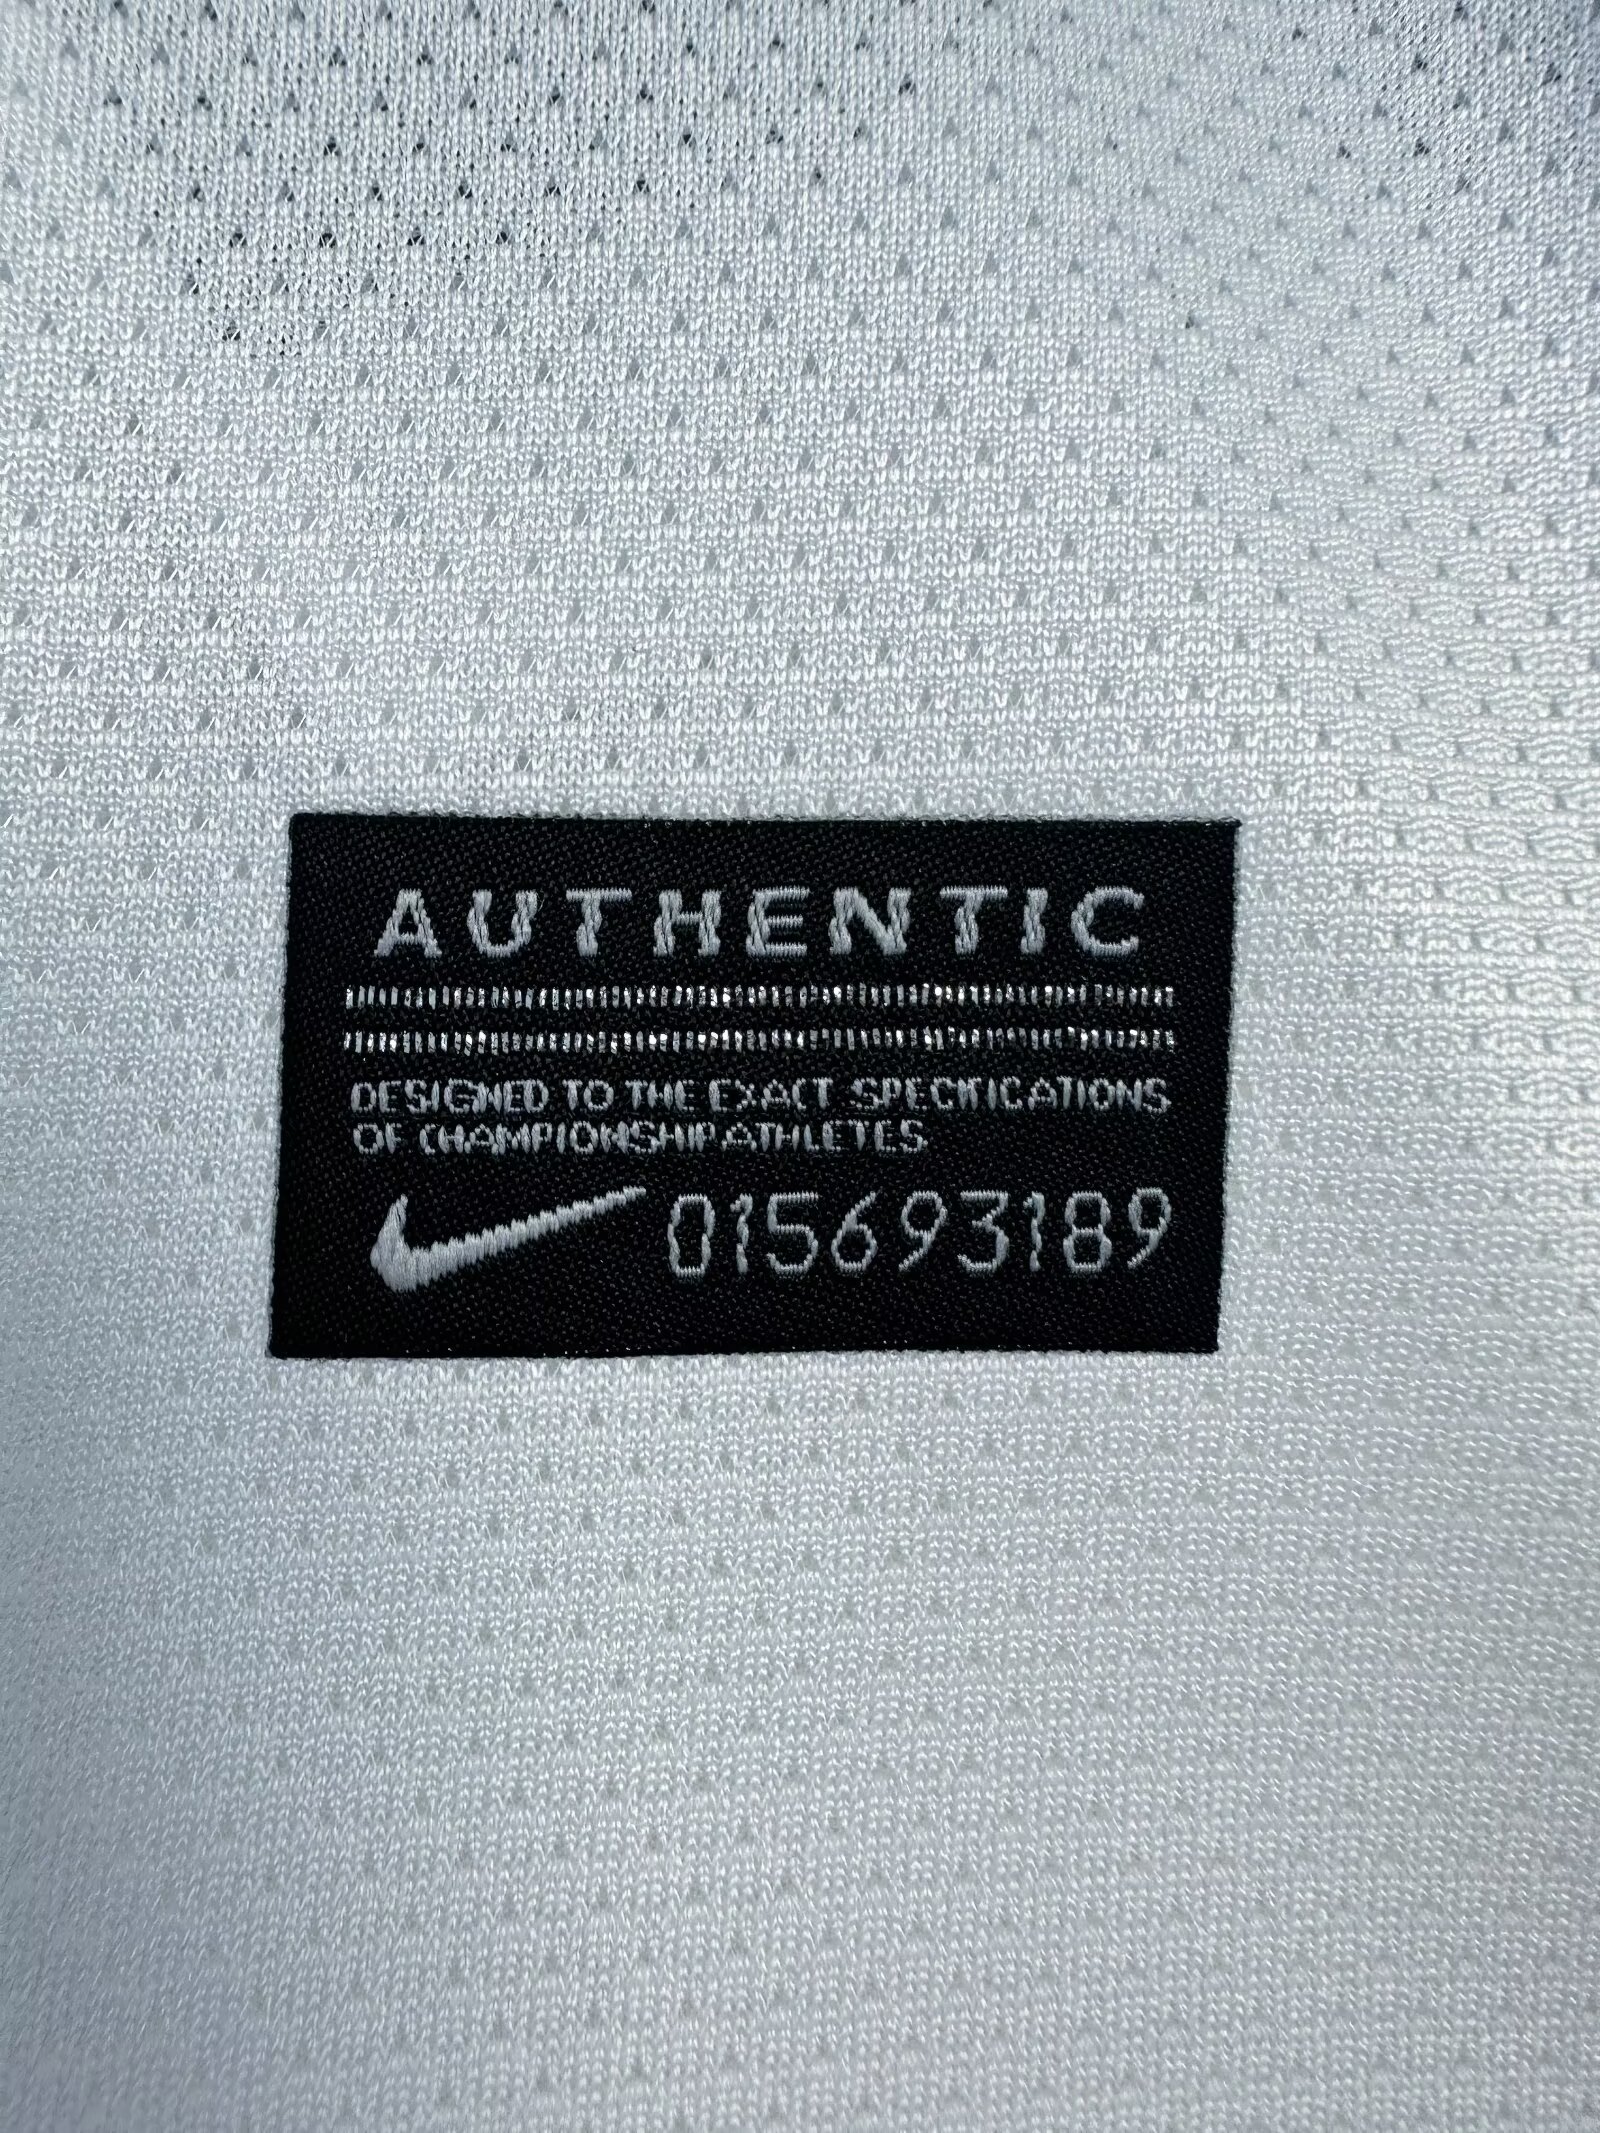 AUTHENTIC
DESIGNED TO THE EXACT SPECIFICATIONS
OF CHAMPIONSHIP ATHLETES
015693189